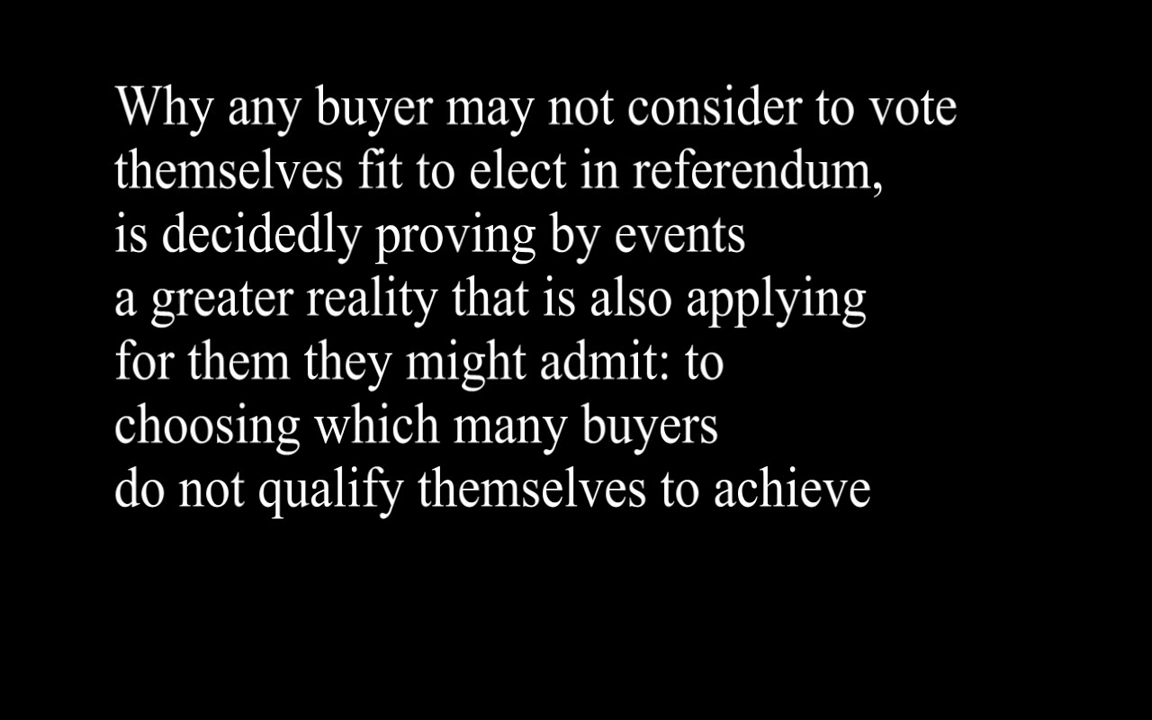 Why any buyer may not consider to vote
themselves fit to elect in referendum,
is decidedly proving by events
a greater reality that is also applying
for them they might admit: to
choosing which many buyers
do not qualify themselves to achieve